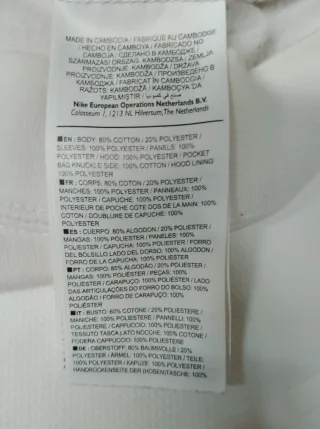 MADE IN CAMBODIA / FABRIQUÉ AU CAMBODGE
/ HECHO EN CAMBOYA / FABRICADO NO
CAMBOJA / СДЕЛАНО В КАМБОДЖЕ /
SZÁRMAZÁSI ORSZÁG: KAMBODZSA / ZEMLJA
PROIZVODNJE: KAMBODŽA / DRŽAVA
PROIZVODNJE: KAMBODŽA / ПРОИЗВЕДЕНО В
КАМБОДЖА / FABRICAT ÎN CAMBODGIA /
RAŽOTS: KAMBODŽĀ / KAMBOÇYA'DA
YAPILMIŞTIR / صنع في كمبوديا
Nike European Operations Netherlands B.V.
Colosseum 1, 1213 NL Hilversum, The Netherlands
■EN: BODY: 80% COTTON / 20% POLYESTER /
SLEEVES: 100% POLYESTER / PANELS: 100%
POLYESTER / HOOD: 100% POLYESTER / POCKET
BAG KNUCKLE SIDE: 100% COTTON / HOOD LINING:
100% POLYESTER
■FR: CORPS: 80% COTON / 20% POLYESTER /
MANCHES: 100% POLYESTER / PANNEAUX: 100%
POLYESTER / CAPUCHE: 100% POLYESTER /
INTÉRIEUR DE POCHE CÔTÉ DOS DE LA MAIN: 100%
COTON / DOUBLURE DE CAPUCHE: 100%
POLYESTER
■ES: CUERPO: 80% ALGODÓN / 20% POLIÉSTER /
MANGAS: 100% POLIÉSTER / PANELES: 100%
POLIÉSTER / CAPUCHA: 100% POLIÉSTER / FORRO
DEL BOLSILLO LADO DEL DORSO: 100% ALGODÓN /
FORRO DE LA CAPUCHA: 100% POLIÉSTER
■PT: CORPO: 80% ALGODÃO / 20% POLIÉSTER /
MANGAS: 100% POLIÉSTER / PEÇAS: 100%
POLIÉSTER / CARAPUÇO: 100% POLIÉSTER / LADO
DAS ARTICULAÇÕES DO FORRO DO BOLSO: 100%
ALGODÃO / FORRO DE CARAPUÇO: 100%
POLIÉSTER
■IT: BUSTO: 80% COTONE / 20% POLIESTERE /
MANICHE: 100% POLIESTERE / PANNELLI: 100%
POLIESTERE / CAPPUCCIO: 100% POLIESTERE /
TESSUTO TASCA LATO NOCCHE: 100% COTONE /
FODERA CAPPUCCIO: 100% POLIESTERE
■DE: OBERSTOFF: 80% BAUMWOLLE / 20%
POLYESTER / ÄRMEL: 100% POLYESTER / TEILE:
100% POLYESTER / KAPUZE: 100% POLYESTER /
HANDRÜCKENSEITE DER (HOSEN)TASCHE: 100%